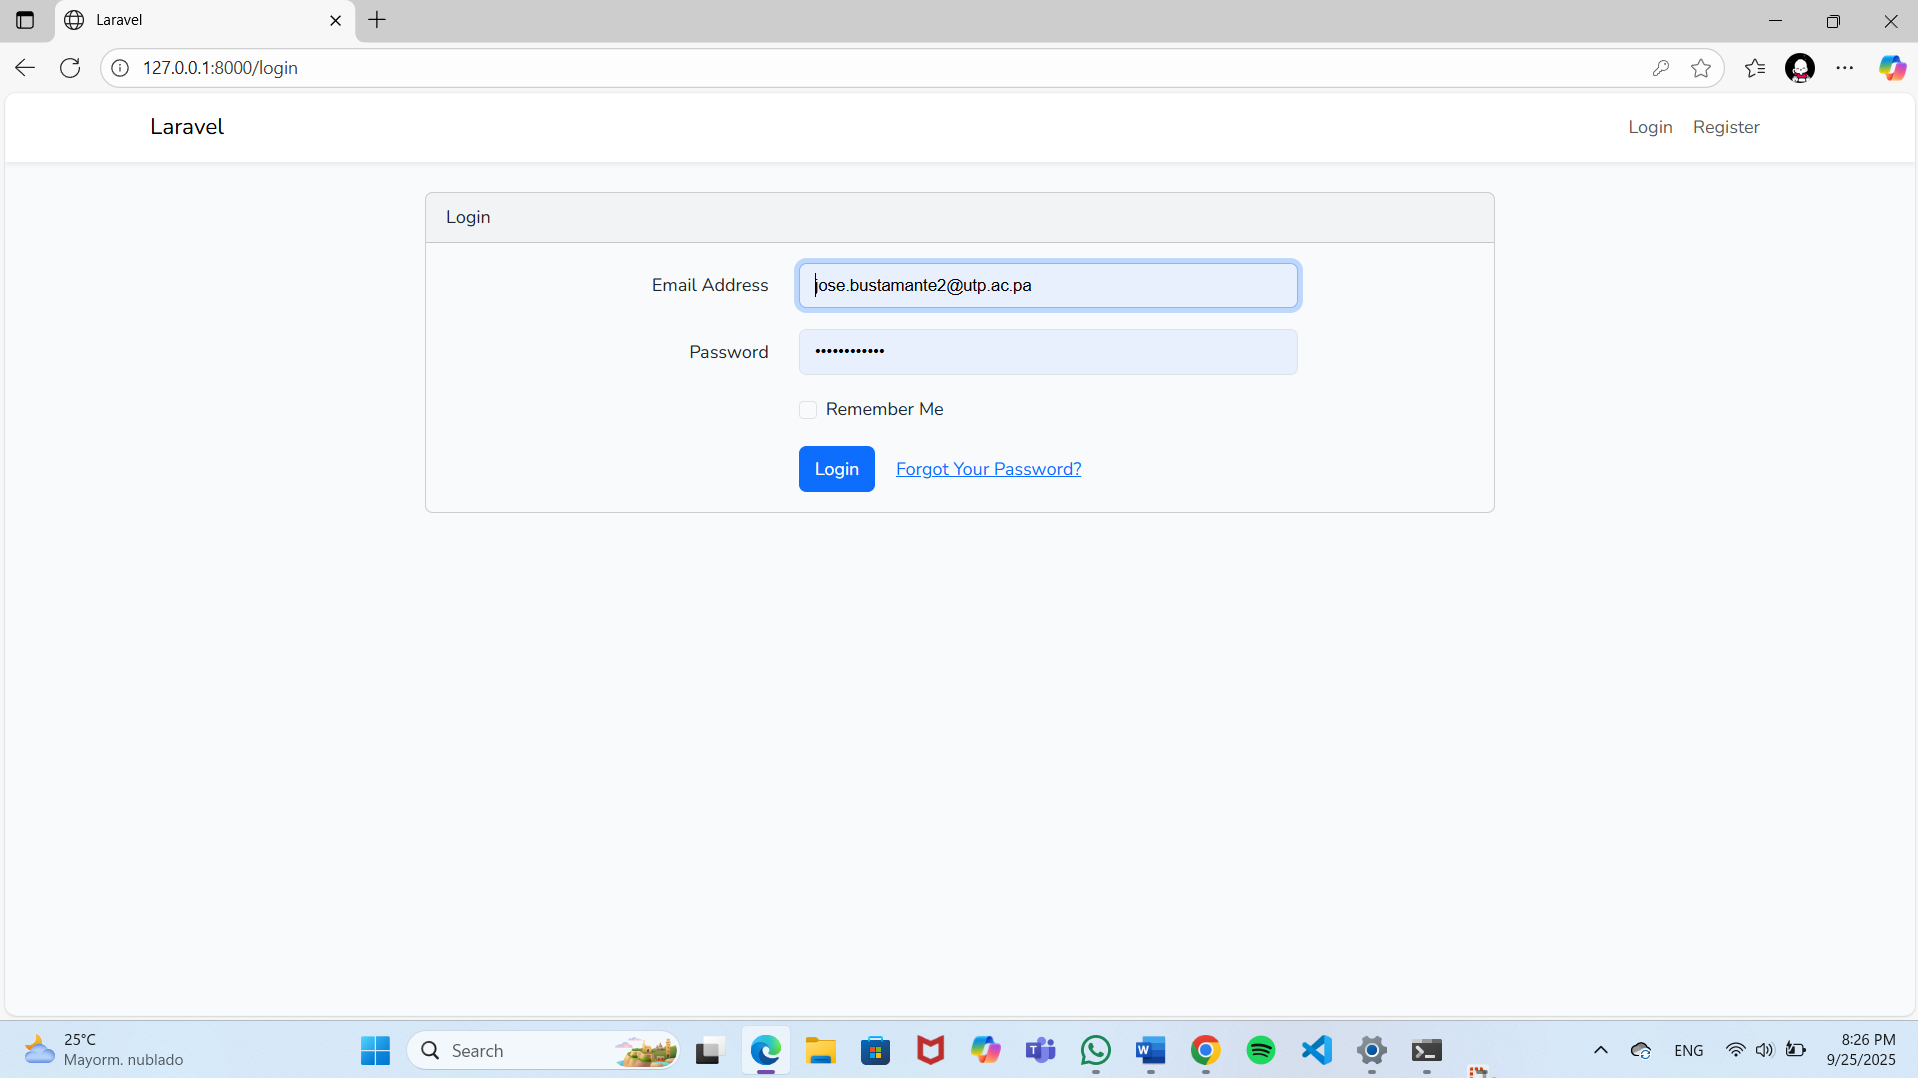 Laravel
127.0.0.1:8000/login
Laravel
Login
Register
Login
Email Address
jose.bustamante2@utp.ac.pa
Password
••••••••••••
Remember Me
Login
Forgot Your Password?
25°C
Mayorm. nublado
Search
ENG
8:26 PM
9/25/2025